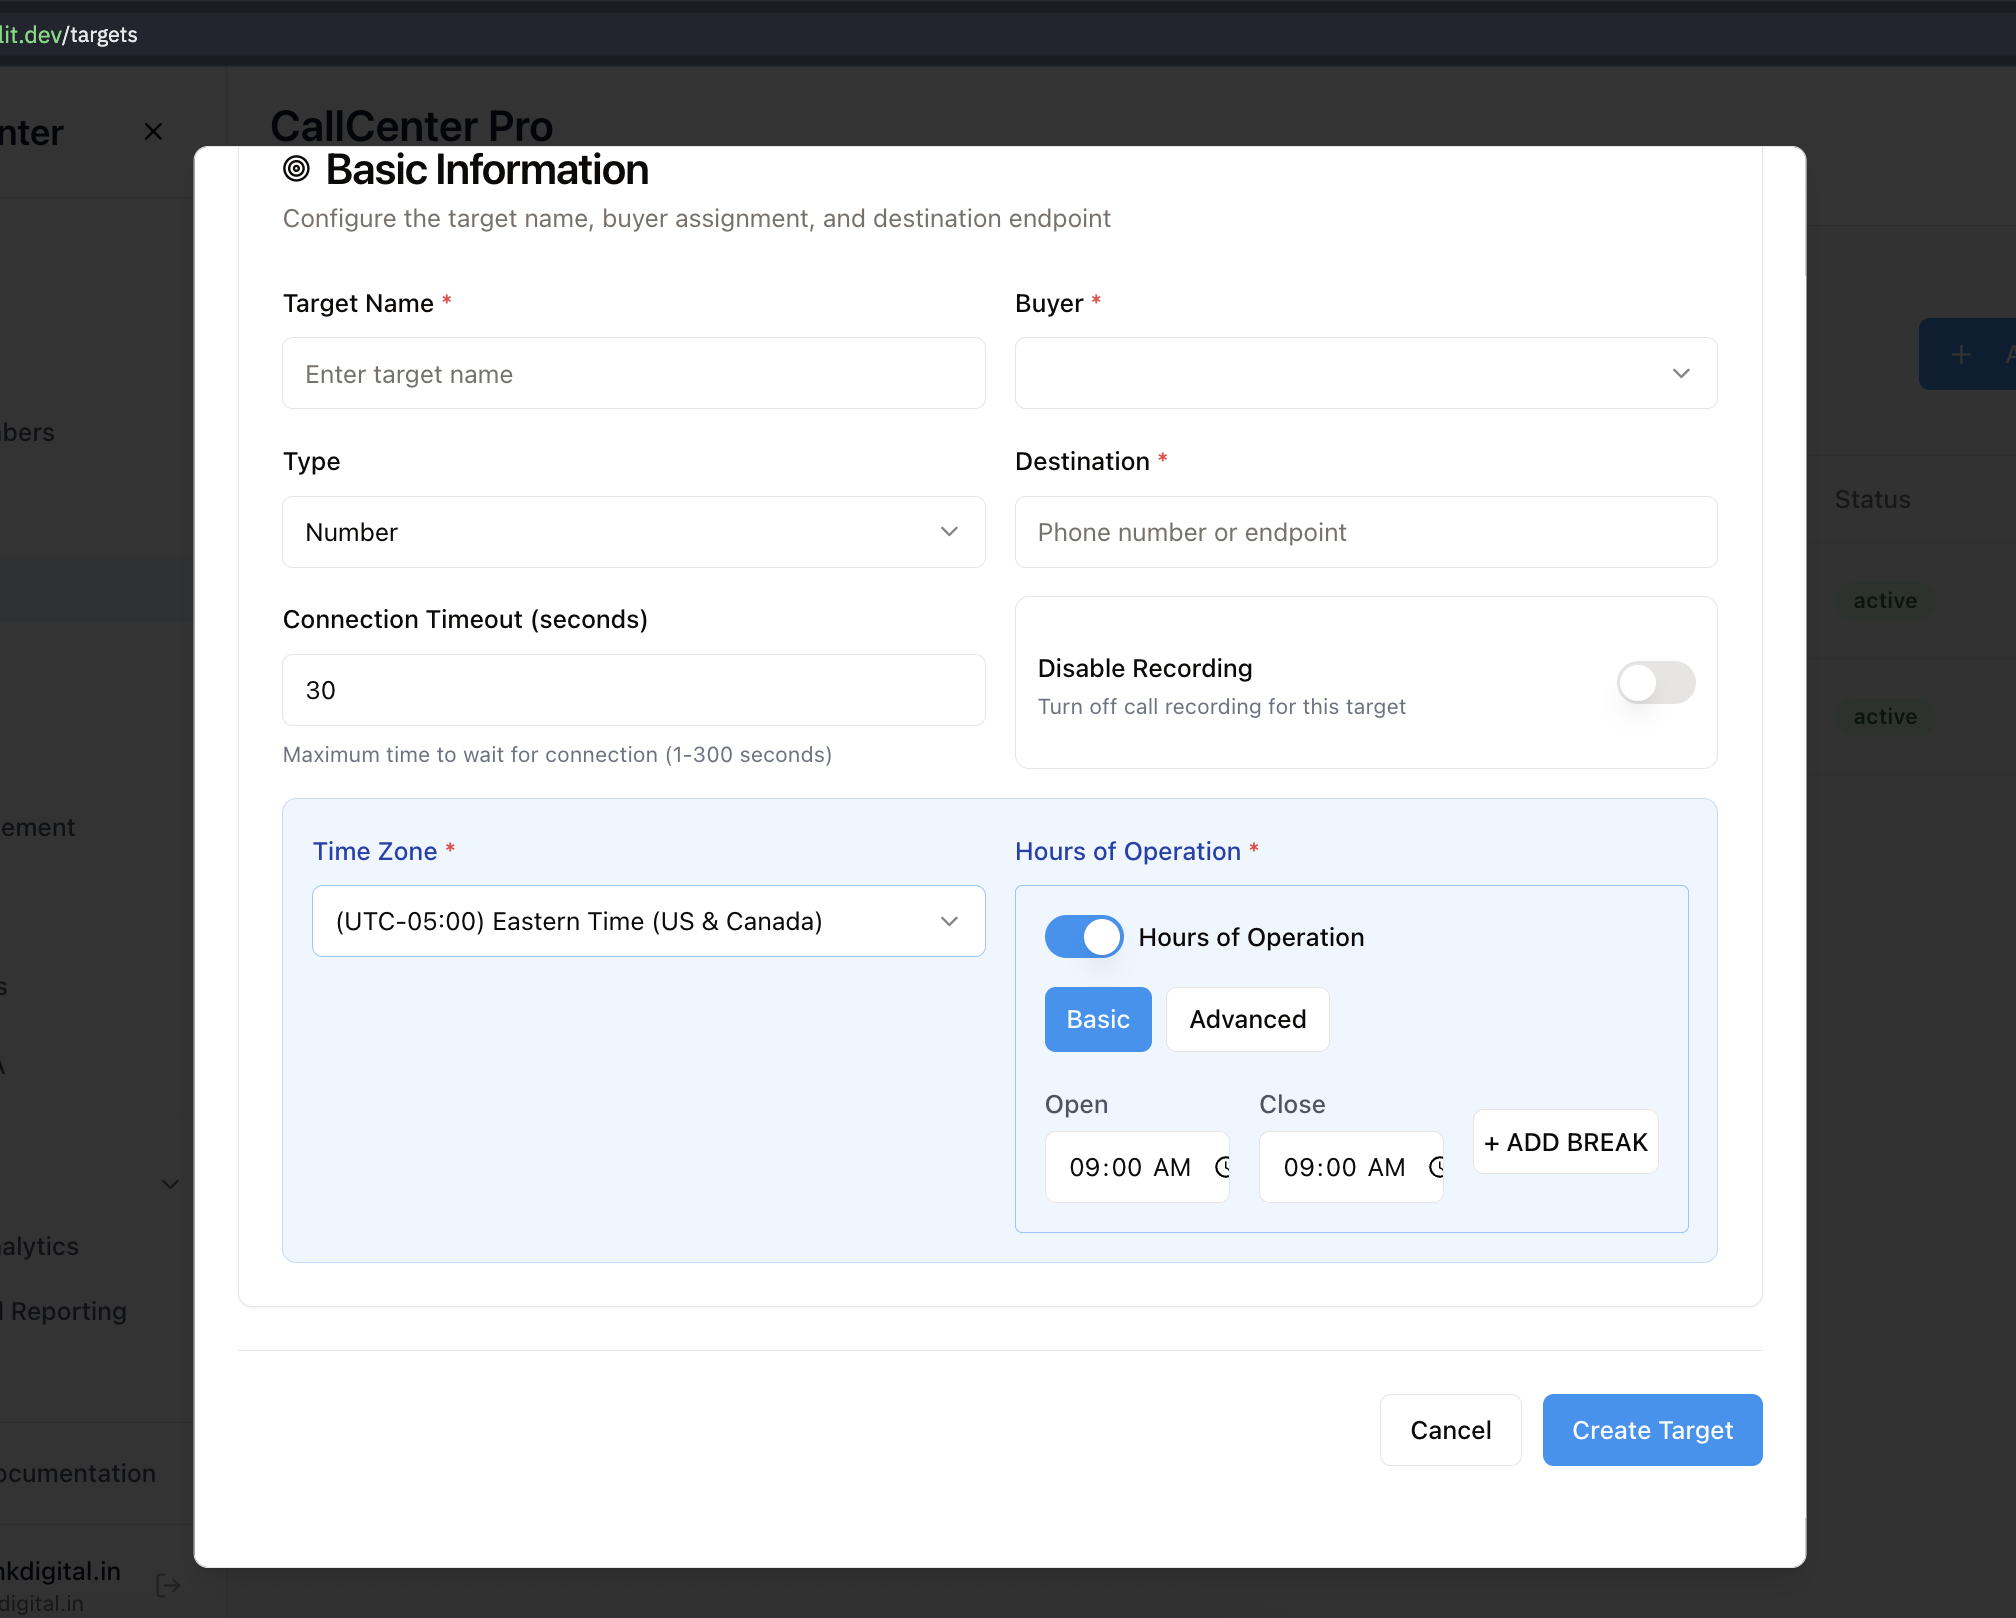 lit.dev/targets
nter
CallCenter Pro
Basic Information
Configure the target name, buyer assignment, and destination endpoint
Target Name *
Buyer *
Enter target name
Type
Destination *
Number
Phone number or endpoint
Connection Timeout (seconds)
30
Maximum time to wait for connection (1-300 seconds)
Disable Recording
Turn off call recording for this target
Time Zone *
Hours of Operation *
(UTC-05:00) Eastern Time (US & Canada)
Hours of Operation
Basic
Advanced
Open
Close
09:00 AM
09:00 AM
+ ADD BREAK
Cancel
Create Target
+ A
Status
active
active
bers
ement
s
alytics
Reporting
ocumentation
nkdigital.in
digital.in